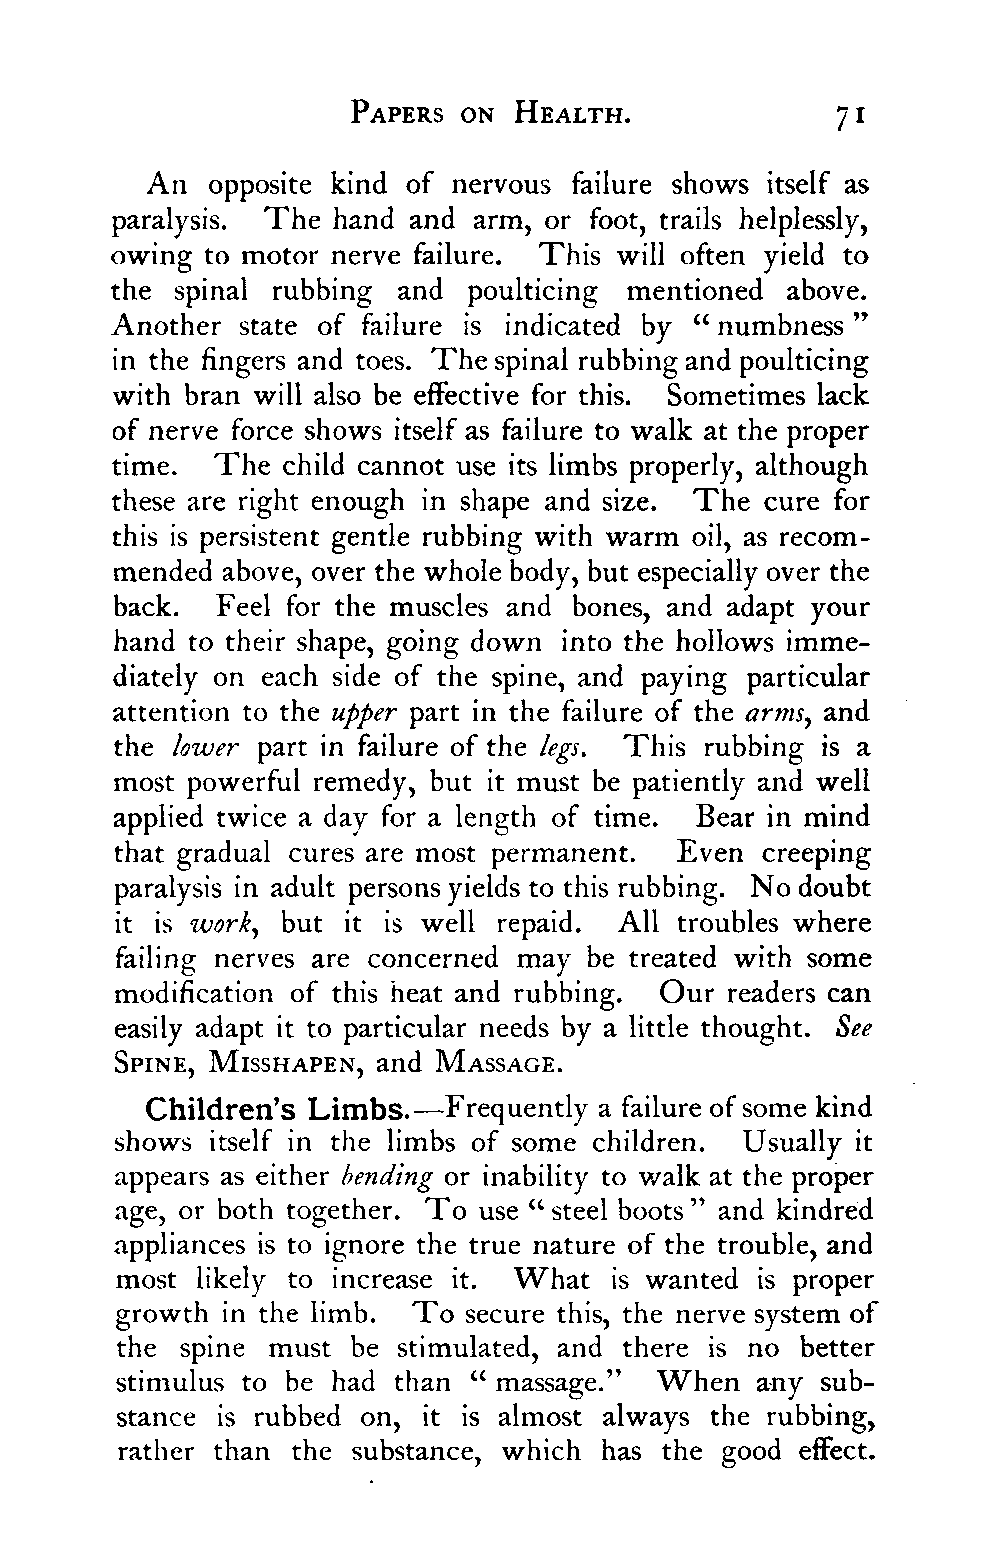 Papers on Health. 71
An opposite kind of nervous failure shows itself as
paralysis. The hand and arm, or foot, trails helplessly,
owing to motor nerve failure. This will often yield to
the spinal rubbing and poulticing mentioned above.
Another state of failure is indicated by “numbness”
in the fingers and toes. The spinal rubbing and poulticing
with bran will also be effective for this. Sometimes lack
of nerve force shows itself as failure to walk at the proper
time. The child cannot use its limbs properly, although
these are right enough in shape and size. The cure for
this is persistent gentle rubbing with warm oil, as recom-
mended above, over the whole body, but especially over the
back. Feel for the muscles and bones, and adapt your
hand to their shape, going down into the hollows imme-
diately on each side of the spine, and paying particular
attention to the upper part in the failure of the arms, and
the lower part in failure of the legs. This rubbing is a
most powerful remedy, but it must be patiently and well
applied twice a day for a length of time. Bear in mind
that gradual cures are most permanent. Even creeping
paralysis in adult persons yields to this rubbing. No doubt
it is work, but it is well repaid. All troubles where
failing nerves are concerned may be treated with some
modification of this heat and rubbing. Our readers can
easily adapt it to particular needs by a little thought. See
Spine, Misshapen, and Massage.
Children's Limbs.—Frequently a failure of some kind
shows itself in the limbs of some children. Usually it
appears as either bending or inability to walk at the proper
age, or both together. To use “steel boots” and kindred
appliances is to ignore the true nature of the trouble, and
most likely to increase it. What is wanted is proper
growth in the limb. To secure this, the nerve system of
the spine must be stimulated, and there is no better
stimulus to be had than “massage.” When any sub-
stance is rubbed on, it is almost always the rubbing,
rather than the substance, which has the good effect.